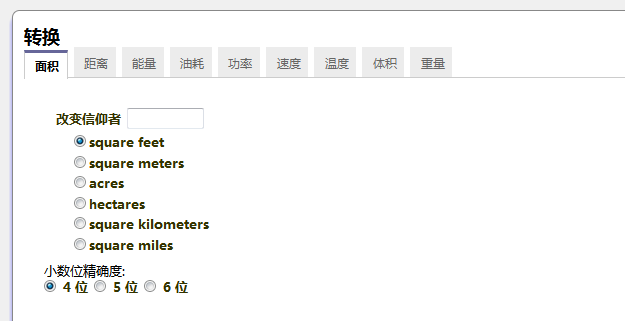 转换
面积 距离 能量 油耗 功率 速度 温度 体积 重量
改变信仰者
square feet
square meters
acres
hectares
square kilometers
square miles
小数位精确度:
4 位 5 位 6 位